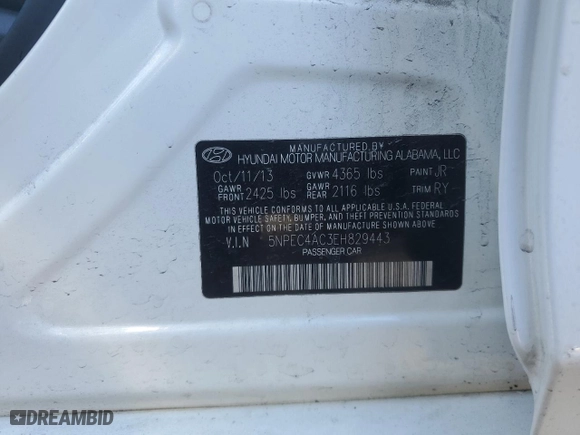 MANUFACTURED BY
HYUNDAI MOTOR MANUFACTURING ALABAMA, LLC
Oct/11/13 GVWR 4365 lbs PAINT JR
GAWR FRONT 2425 lbs GAWR REAR 2116 lbs TRIM RY
THIS VEHICLE CONFORMS TO ALL APPLICABLE U.S.A. FEDERAL
MOTOR VEHICLE SAFETY, BUMPER, AND THEFT PREVENTION STANDARDS
IN EFFECT ON THE DATE OF MANUFACTURE SHOWN ABOVE
V.I.N 5NPEC4AC3EH829443
PASSENGER CAR
DREAMBID